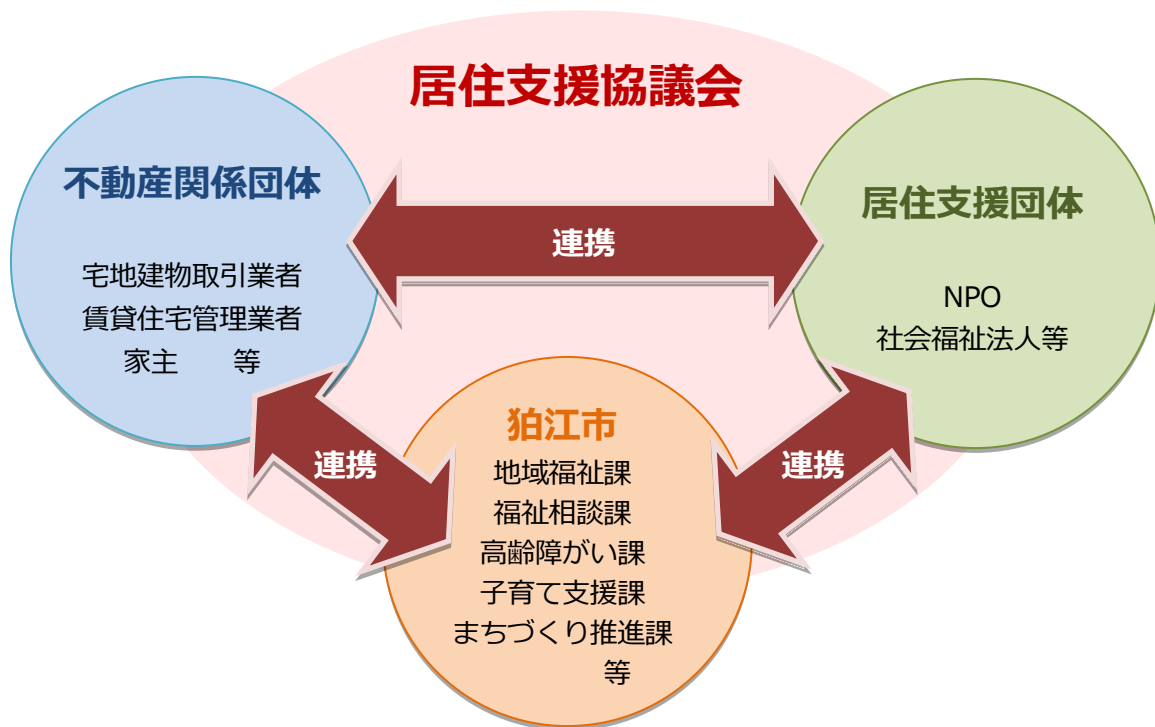 居住支援協議会
不動産関係団体
宅地建物取引業者
賃貸住宅管理業者
家主　　等
連携
居住支援団体
NPO
社会福祉法人等
連携
連携
狛江市
地域福祉課
福祉相談課
高齢障がい課
子育て支援課
まちづくり推進課
等